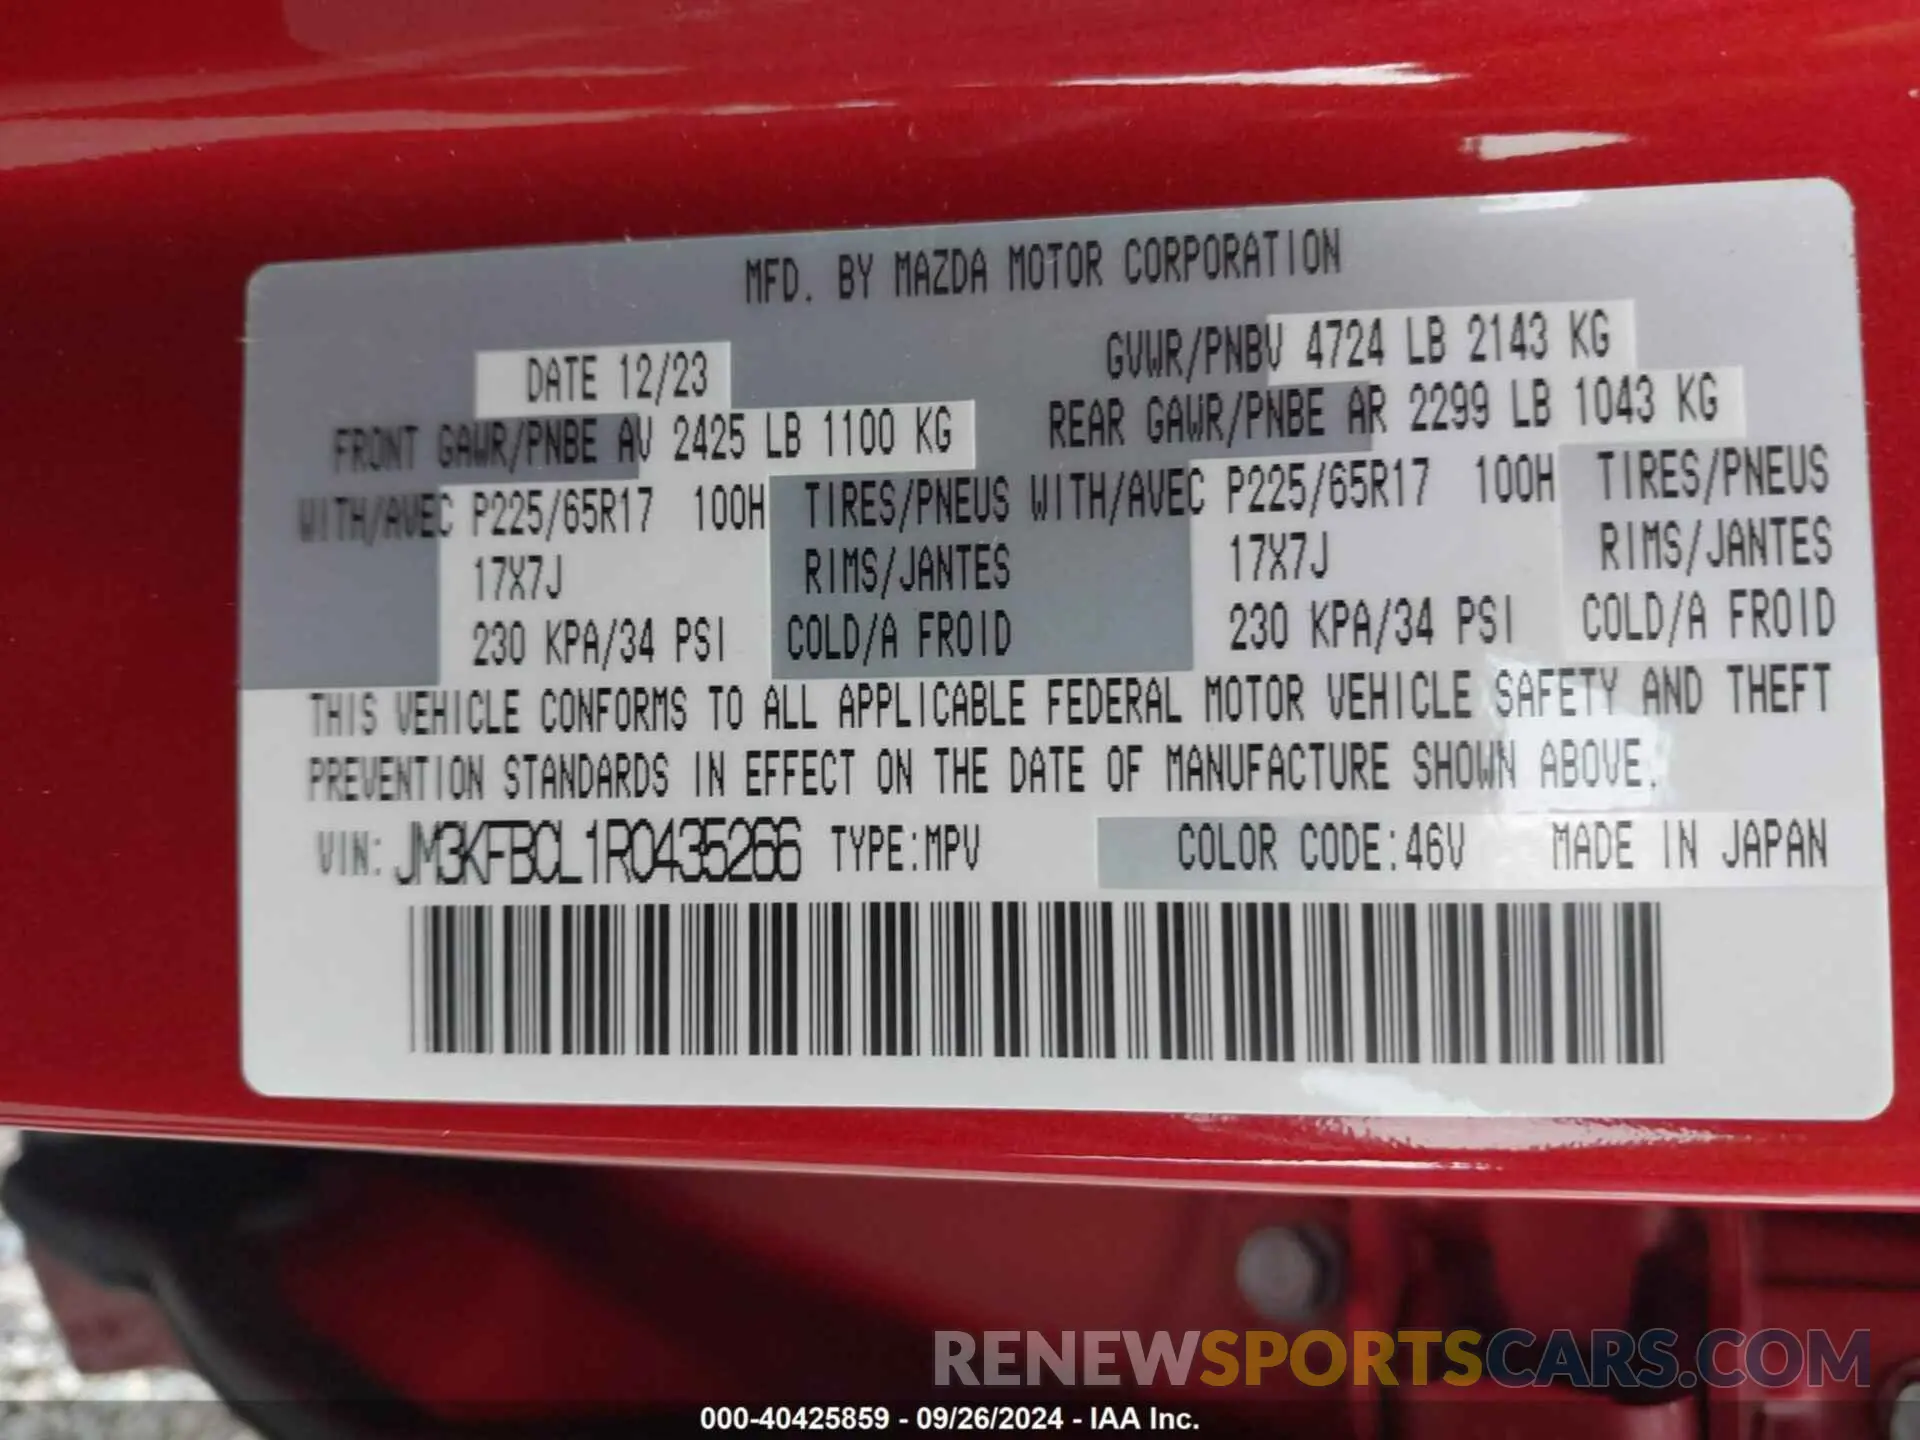 MFD. BY MAZDA MOTOR CORPORATION
DATE 12/23 GVWR/PNBV 4724 LB 2143 KG
FRONT GAWR/PNBE AV 2425 LB 1100 KG REAR GAWR/PNBE AR 2299 LB 1043 KG
WITH/AVEC P225/65R17 100H TIRES/PNEUS WITH/AVEC P225/65R17 100H TIRES/PNEUS
17X7J RIMS/JANTES 17X7J RIMS/JANTES
230 KPA/34 PSI COLD/A FROID 230 KPA/34 PSI COLD/A FROID
THIS VEHICLE CONFORMS TO ALL APPLICABLE FEDERAL MOTOR VEHICLE SAFETY AND THEFT
PREVENTION STANDARDS IN EFFECT ON THE DATE OF MANUFACTURE SHOWN ABOVE.
VIN: JM3KFBCL1R0435266 TYPE:MPV COLOR CODE:46V MADE IN JAPAN
RENEWSPORTSCARS.COM
000-40425859 - 09/26/2024 - IAA Inc.